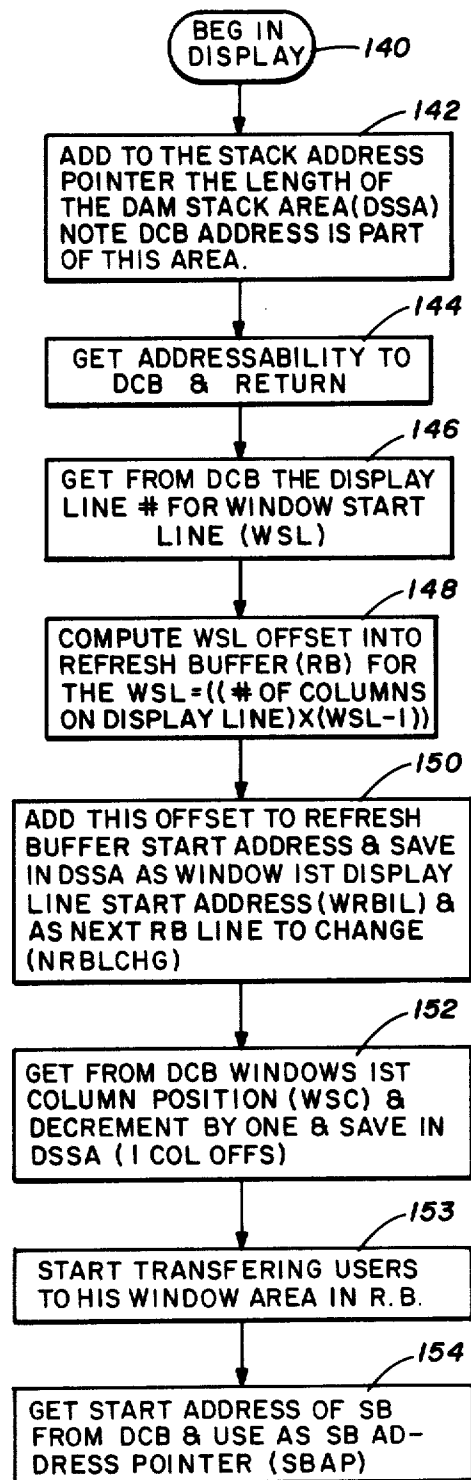 BEG IN
DISPLAY
140
142
ADD TO THE STACK ADDRESS
POINTER THE LENGTH OF
THE DAM STACK AREA(DSSA)
NOTE DCB ADDRESS IS PART
OF THIS AREA.
144
GET ADDRESSABILITY TO
DCB & RETURN
146
GET FROM DCB THE DISPLAY
LINE # FOR WINDOW START
LINE (WSL)
148
COMPUTE WSL OFFSET INTO
REFRESH BUFFER (RB) FOR
THE WSL=((# OF COLUMNS
ON DISPLAY LINE)X(WSL-1))
150
ADD THIS OFFSET TO REFRESH
BUFFER START ADDRESS & SAVE
IN DSSA AS WINDOW IST DISPLAY
LINE START ADDRESS (WRBIL) &
AS NEXT RB LINE TO CHANGE
(NRBLCHG)
152
GET FROM DCB WINDOWS IST
COLUMN POSITION (WSC) &
DECREMENT BY ONE & SAVE IN
DSSA (I COL OFFS)
153
START TRANSFERING USERS
TO HIS WINDOW AREA IN R.B.
154
GET START ADDRESS OF SB
FROM DCB & USE AS SB AD-
DRESS POINTER (SBAP)